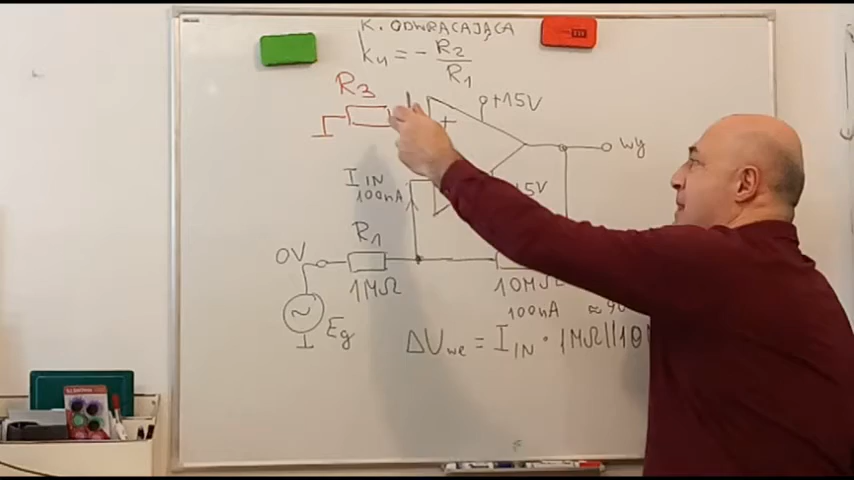 K. ODWRACAJĄCA
ku = - R2/R1
R3
+15V
+
wy
IIN
100nA
15V
R1
0V
1MΩ
10MΩ
100nA ≈ 90
~
Eg
ΔUwe = IIN · 1MΩ||10